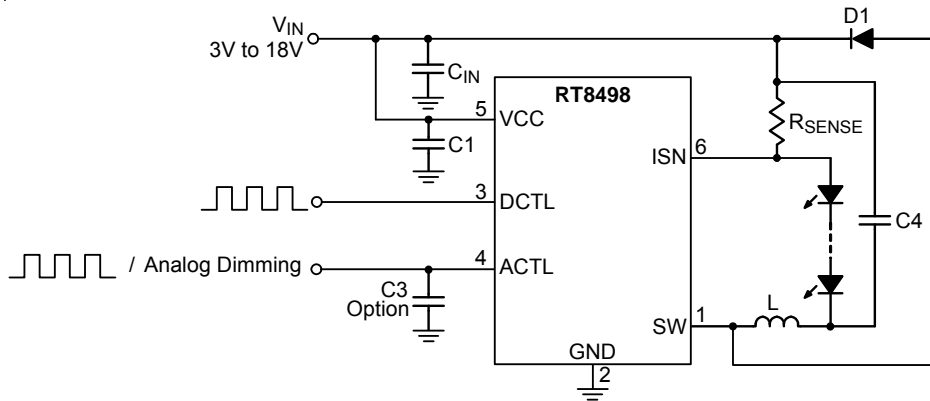 VIN
3V to 18V
D1
CIN
RT8498
5
VCC
RSENSE
C1
ISN
6
3
DCTL
C4
/ Analog Dimming
4
ACTL
C3
Option
L
SW
1
GND
2